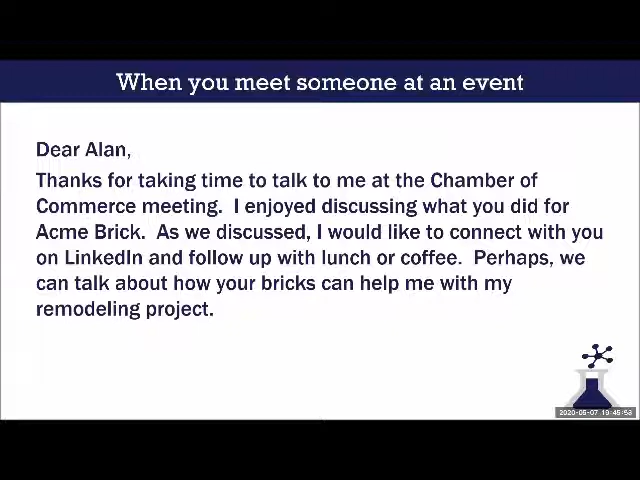 When you meet someone at an event
Dear Alan,
Thanks for taking time to talk to me at the Chamber of
Commerce meeting.  I enjoyed discussing what you did for
Acme Brick.  As we discussed, I would like to connect with you
on LinkedIn and follow up with lunch or coffee.  Perhaps, we
can talk about how your bricks can help me with my
remodeling project.
2020-05-07 19:45:53